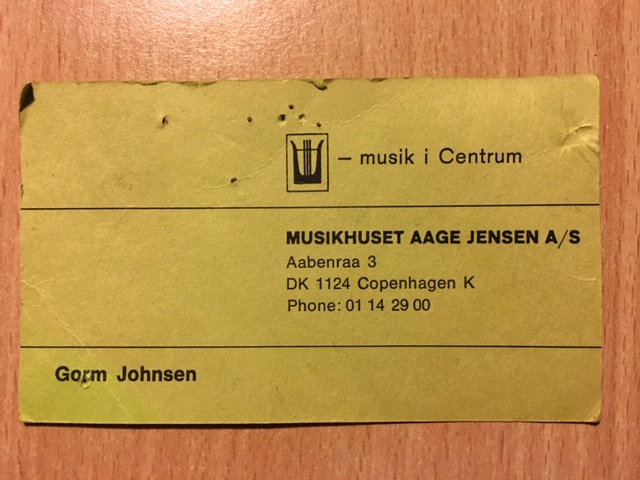 – musik i Centrum
MUSIKHUSET AAGE JENSEN A/S
Aabenraa 3
DK 1124 Copenhagen K
Phone: 01 14 29 00
Gorm Johnsen